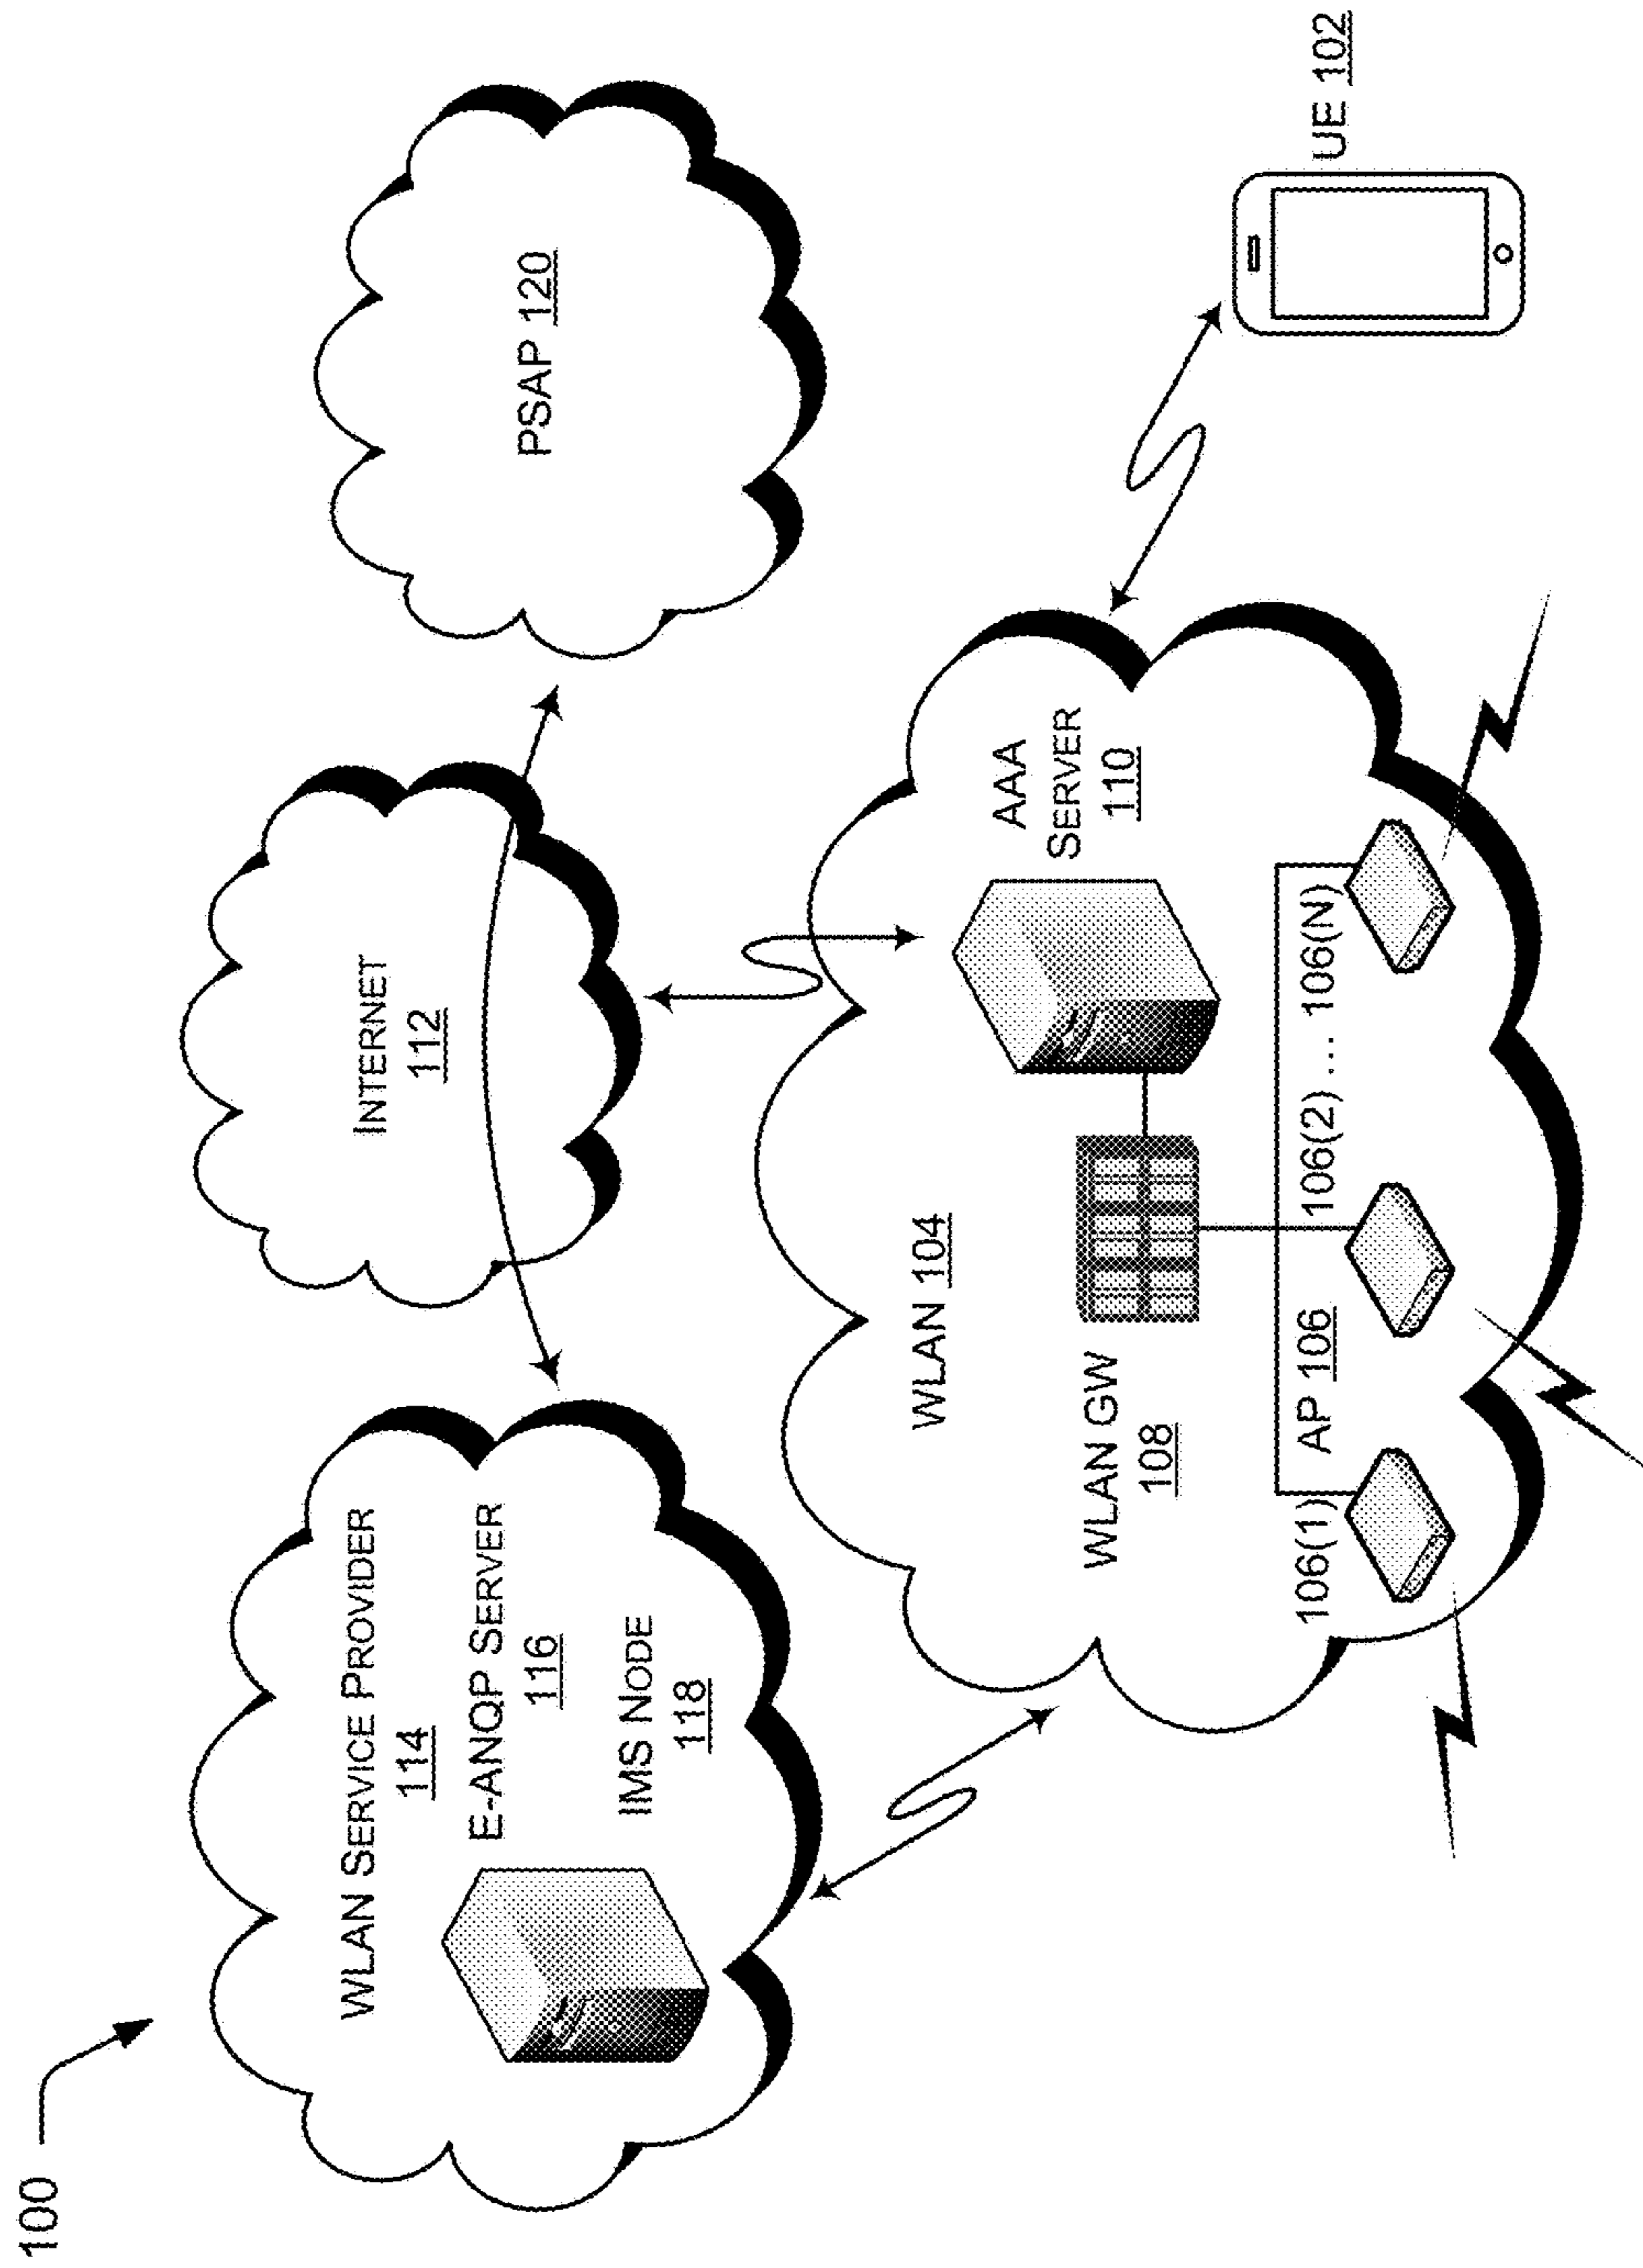 100
WLAN SERVICE PROVIDER
114
E-ANQP SERVER
116
IMS NODE
118
INTERNET
112
PSAP 120
WLAN 104
WLAN GW
108
AAA
SERVER
110
106(1)
AP 106
106(2) ... 106(N)
UE 102